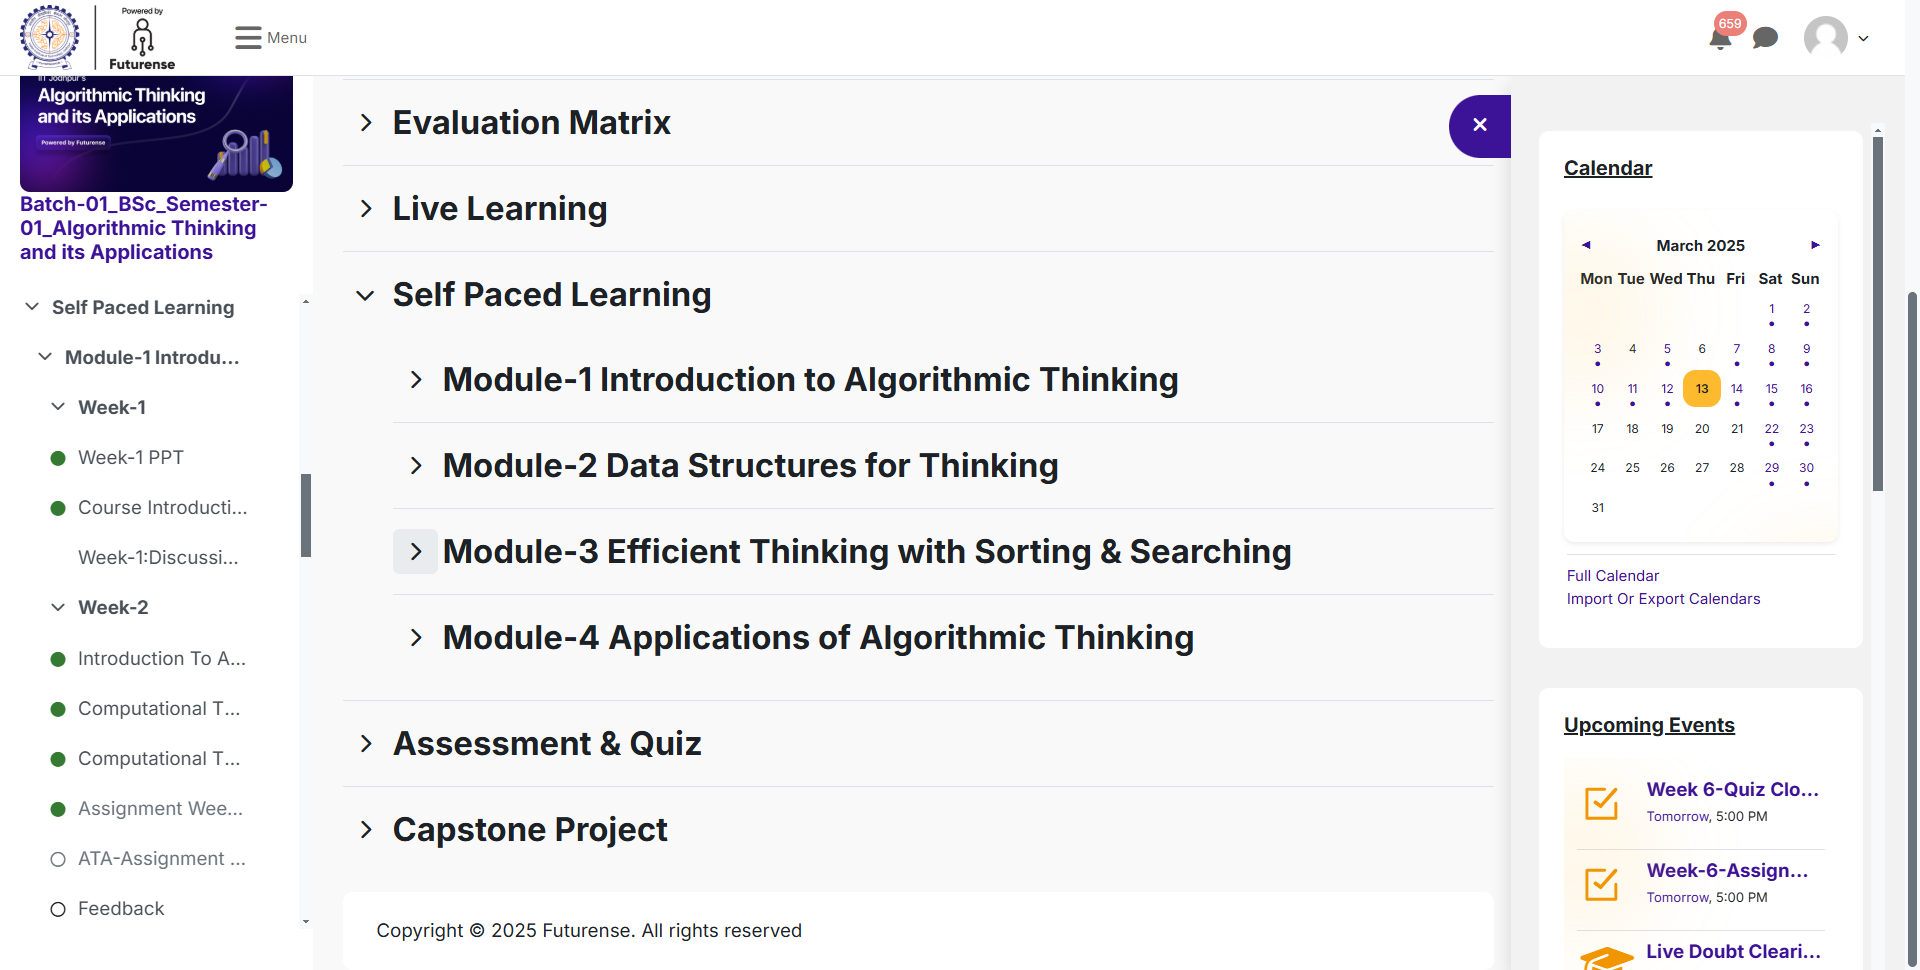 Powered by
Futurense
Menu
659
IIT Jodhpur's
Algorithmic Thinking
and its Applications
Powered by Futurense
Batch-01_BSc_Semester-
01_Algorithmic Thinking
and its Applications
Self Paced Learning
Module-1 Introdu...
Week-1
Week-1 PPT
Course Introducti...
Week-1:Discussi...
Week-2
Introduction To A...
Computational T...
Computational T...
Assignment Wee...
ATA-Assignment ...
Feedback
Evaluation Matrix
Live Learning
Self Paced Learning
Module-1 Introduction to Algorithmic Thinking
Module-2 Data Structures for Thinking
Module-3 Efficient Thinking with Sorting & Searching
Module-4 Applications of Algorithmic Thinking
Assessment & Quiz
Capstone Project
Copyright © 2025 Futurense. All rights reserved
Calendar
March 2025
Mon Tue Wed Thu Fri Sat Sun
1 2
3 4 5 6 7 8 9
10 11 12 13 14 15 16
17 18 19 20 21 22 23
24 25 26 27 28 29 30
31
Full Calendar
Import Or Export Calendars
Upcoming Events
Week 6-Quiz Clo...
Tomorrow, 5:00 PM
Week-6-Assign...
Tomorrow, 5:00 PM
Live Doubt Cleari...